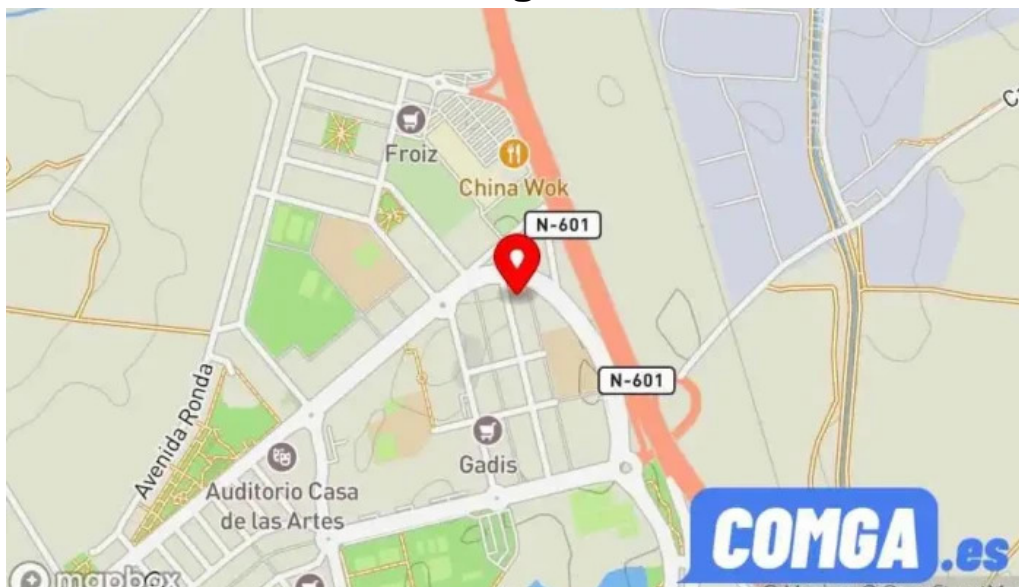 Froiz
China Wok
N-601
N-601
Avenida Ronda
Gadis
Auditorio Casa
de las Artes
COMGA.es
mapbox